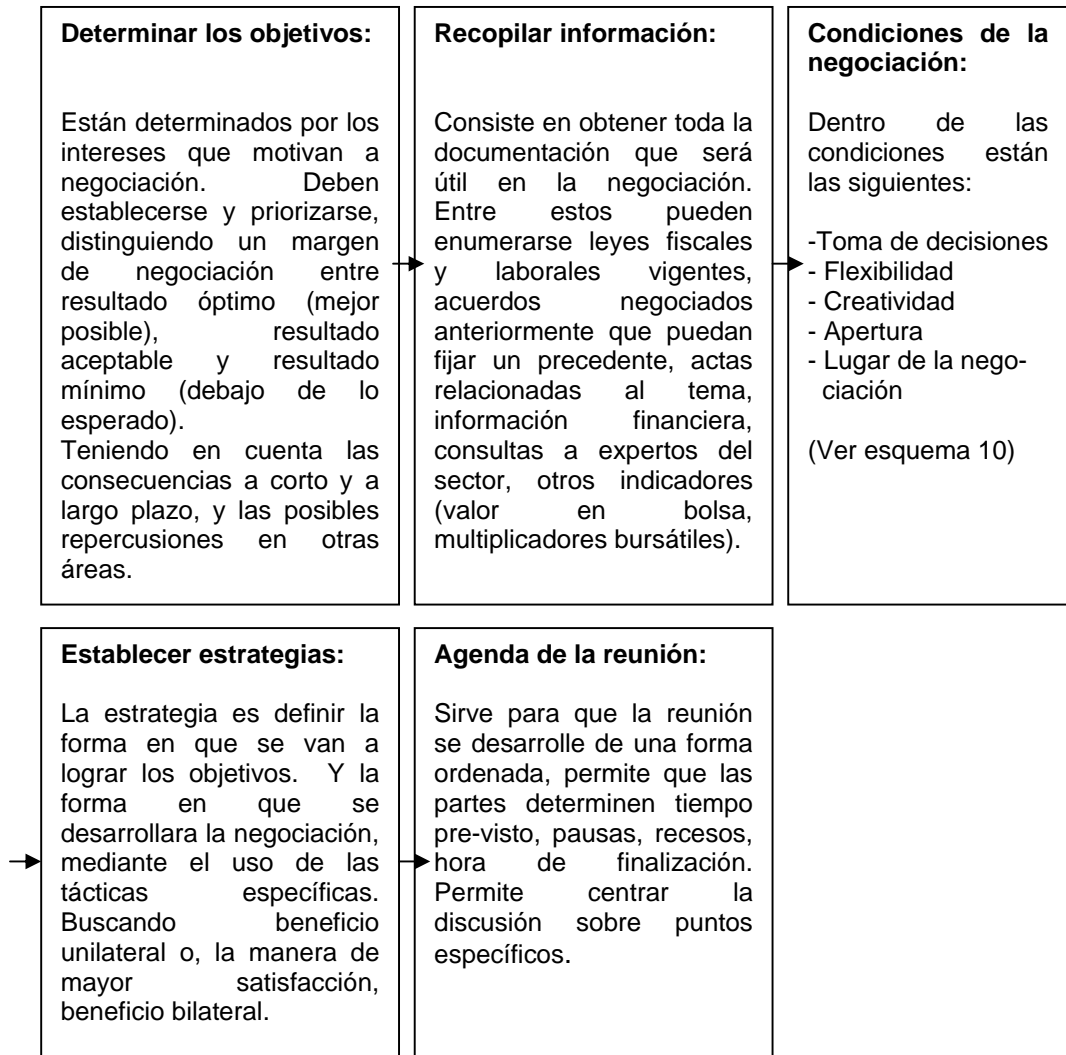 Determinar los objetivos:
Están determinados por los
intereses que motivan a
negociación. Deben
establecerse y priorizarse,
distinguiendo un margen
de negociación entre
resultado óptimo (mejor
posible), resultado
aceptable y resultado
mínimo (debajo de lo
esperado).
Teniendo en cuenta las
consecuencias a corto y a
largo plazo, y las posibles
repercusiones en otras
áreas.
Recopilar información:
Consiste en obtener toda la
documentación que será
útil en la negociación.
Entre estos pueden
enumerarse leyes fiscales
y laborales vigentes,
acuerdos negociados
anteriormente que puedan
fijar un precedente, actas
relacionadas al tema,
información financiera,
consultas a expertos del
sector, otros indicadores
(valor en bolsa,
multiplicadores bursátiles).
Condiciones de la
negociación:
Dentro de las
condiciones están
las siguientes:
-Toma de decisiones
- Flexibilidad
- Creatividad
- Apertura
- Lugar de la nego-
ciación
(Ver esquema 10)
Establecer estrategias:
La estrategia es definir la
forma en que se van a
lograr los objetivos. Y la
forma en que se
desarrollara la negociación,
mediante el uso de las
tácticas específicas.
Buscando beneficio
unilateral o, la manera de
mayor satisfacción,
beneficio bilateral.
Agenda de la reunión:
Sirve para que la reunión
se desarrolle de una forma
ordenada, permite que las
partes determinen tiempo
pre-visto, pausas, recesos,
hora de finalización.
Permite centrar la
discusión sobre puntos
específicos.